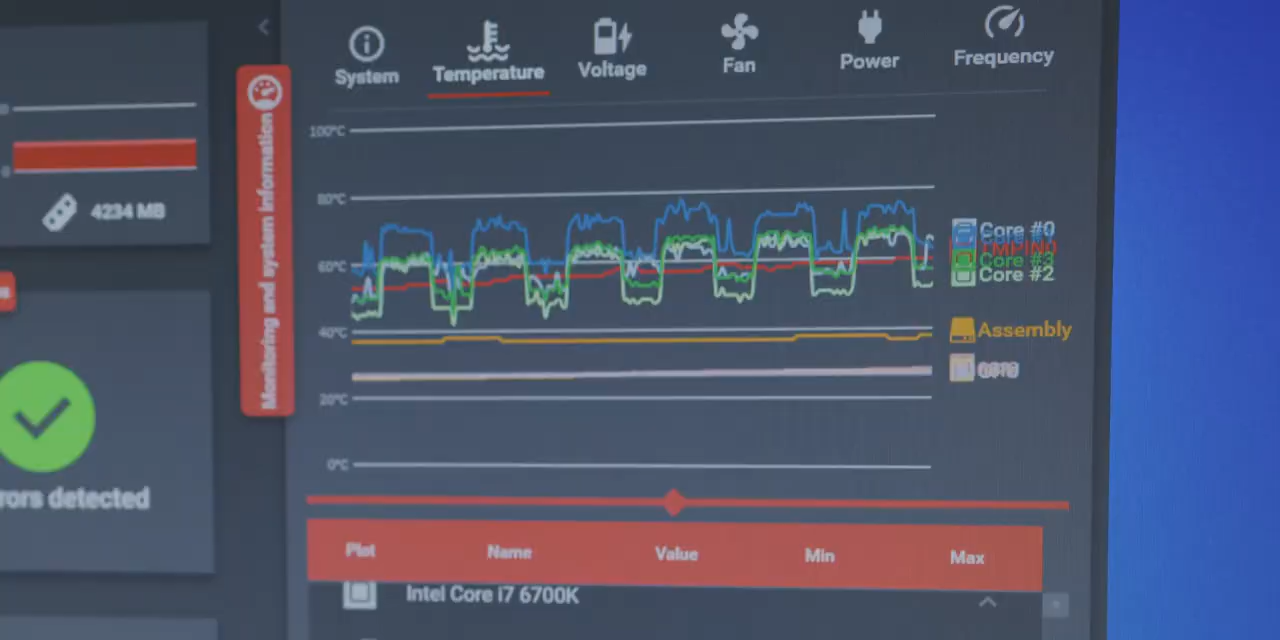 System
Temperature
Voltage
Fan
Power
Frequency
Monitoring and system information
100°C
80°C
60°C
40°C
20°C
0°C
4234 MB
Core #0
TMPIN0
Core #3
Core #2
Assembly
rors detected
Plot
Name
Value
Min
Max
Intel Core i7 6700K